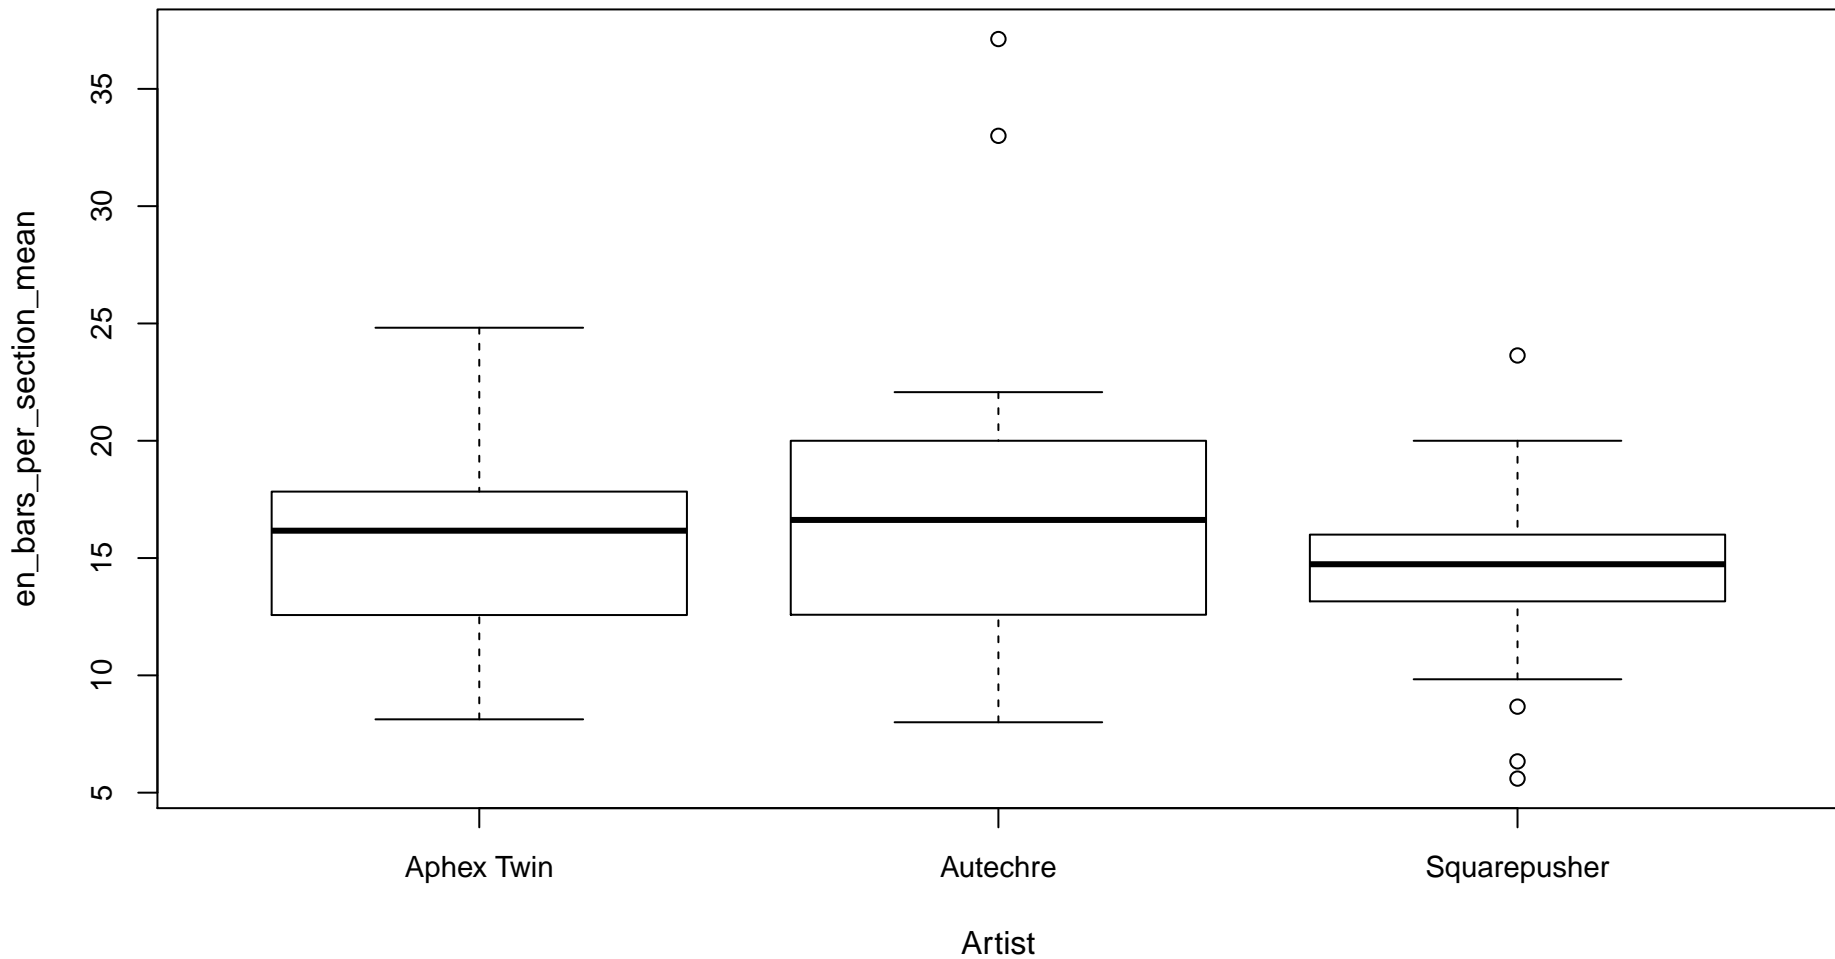 en_bars_per_section_mean
35
30
25
20
15
10
5
Aphex Twin
Autechre
Squarepusher
Artist